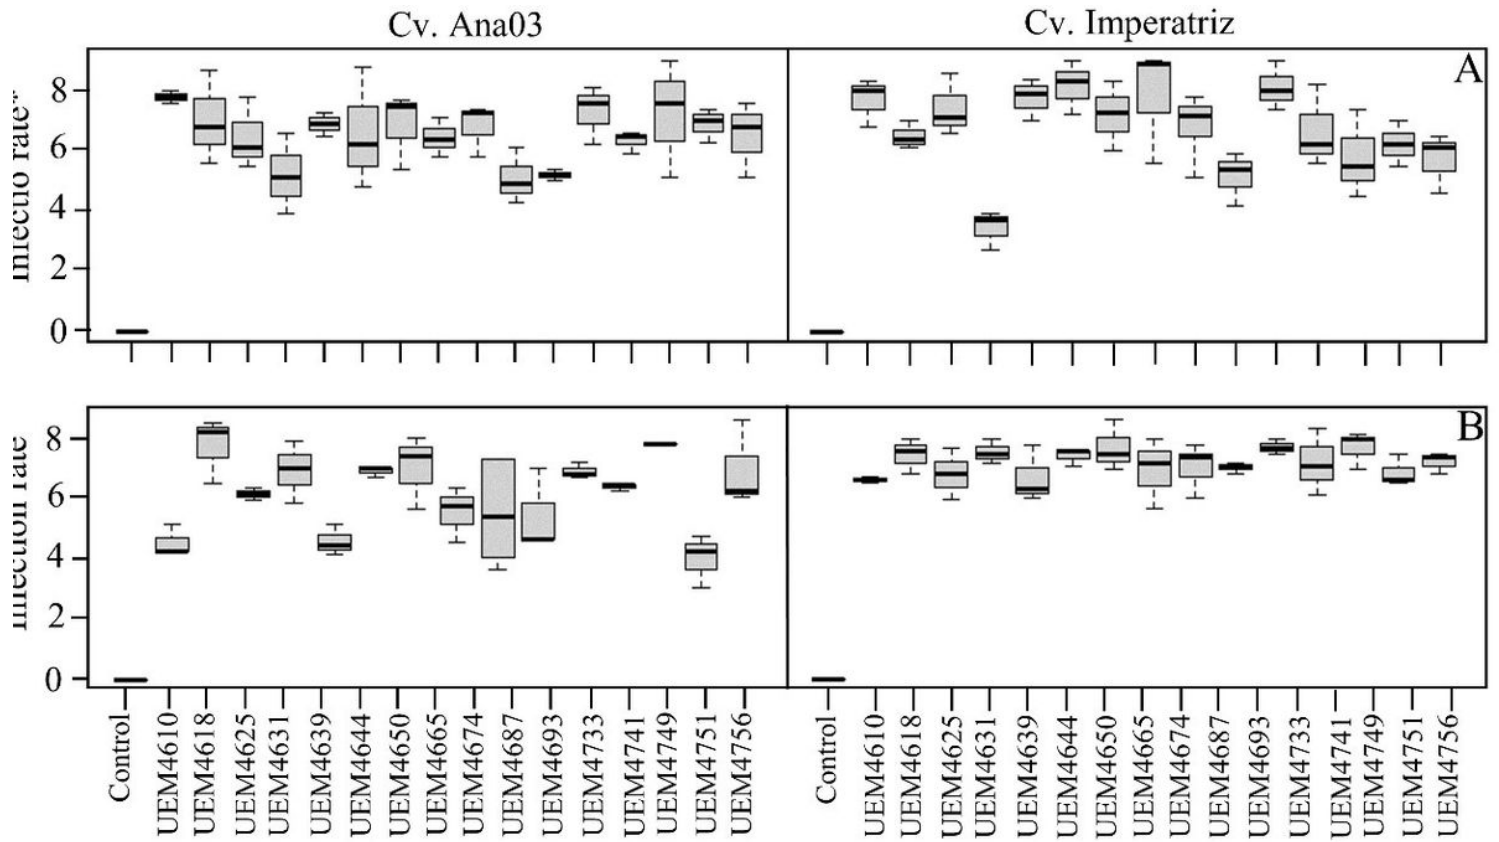 Cv. Ana03
Cv. Imperatriz
A
8
6
4
2
0
B
8
6
4
2
0
Control
UEM4610
UEM4618
UEM4625
UEM4631
UEM4639
UEM4644
UEM4650
UEM4665
UEM4674
UEM4687
UEM4693
UEM4733
UEM4741
UEM4749
UEM4751
UEM4756
Control
UEM4610
UEM4618
UEM4625
UEM4631
UEM4639
UEM4644
UEM4650
UEM4665
UEM4674
UEM4687
UEM4693
UEM4733
UEM4741
UEM4749
UEM4751
UEM4756